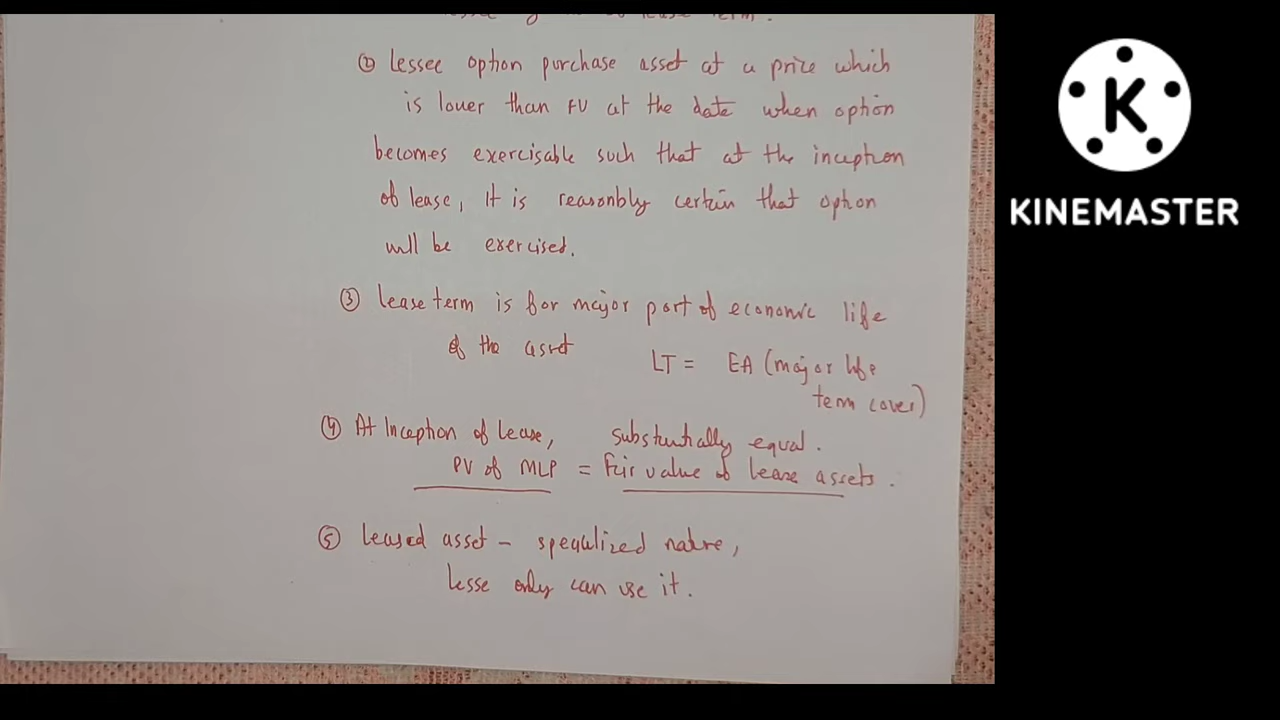 lease term.
② lessee option purchase asset at a price which
is lower than FV at the date when option
becomes exercisable such that at the inception
of lease, it is reasonbly certain that option
will be exercised.
③ lease term is for major part of economic life
of the asset
LT = EA (major life
term cover)
④ At Inception of lease, substantially equal.
PV of MLP = Fair value of lease assets.
⑤ Leased asset - specialized nature,
lesse only can use it.
K
KINEMASTER